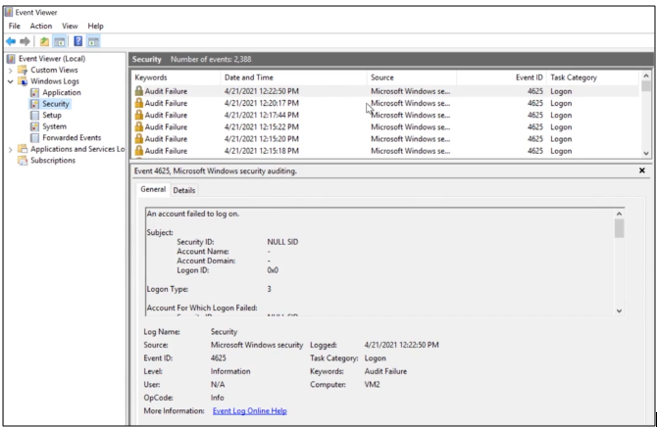 Event Viewer
File Action View Help
Event Viewer (Local)
Custom Views
Windows Logs
Application
Security
Setup
System
Forwarded Events
Applications and Services Lo
Subscriptions
Security Number of events: 2,388
Keywords Date and Time Source Event ID Task Category
Audit Failure 4/21/2021 12:22:50 PM Microsoft Windows se... 4625 Logon
Audit Failure 4/21/2021 12:20:17 PM Microsoft Windows se... 4625 Logon
Audit Failure 4/21/2021 12:17:44 PM Microsoft Windows se... 4625 Logon
Audit Failure 4/21/2021 12:15:22 PM Microsoft Windows se... 4625 Logon
Audit Failure 4/21/2021 12:15:20 PM Microsoft Windows se... 4625 Logon
Audit Failure 4/21/2021 12:15:18 PM Microsoft Windows se... 4625 Logon
Event 4625, Microsoft Windows security auditing.
General Details
An account failed to log on.
Subject:
Security ID: NULL SID
Account Name: -
Account Domain: -
Logon ID: 0x0
Logon Type: 3
Account For Which Logon Failed:
Log Name: Security
Source: Microsoft Windows security Logged: 4/21/2021 12:22:50 PM
Event ID: 4625 Task Category: Logon
Level: Information Keywords: Audit Failure
User: N/A Computer: VM2
OpCode: Info
More Information: Event Log Online Help